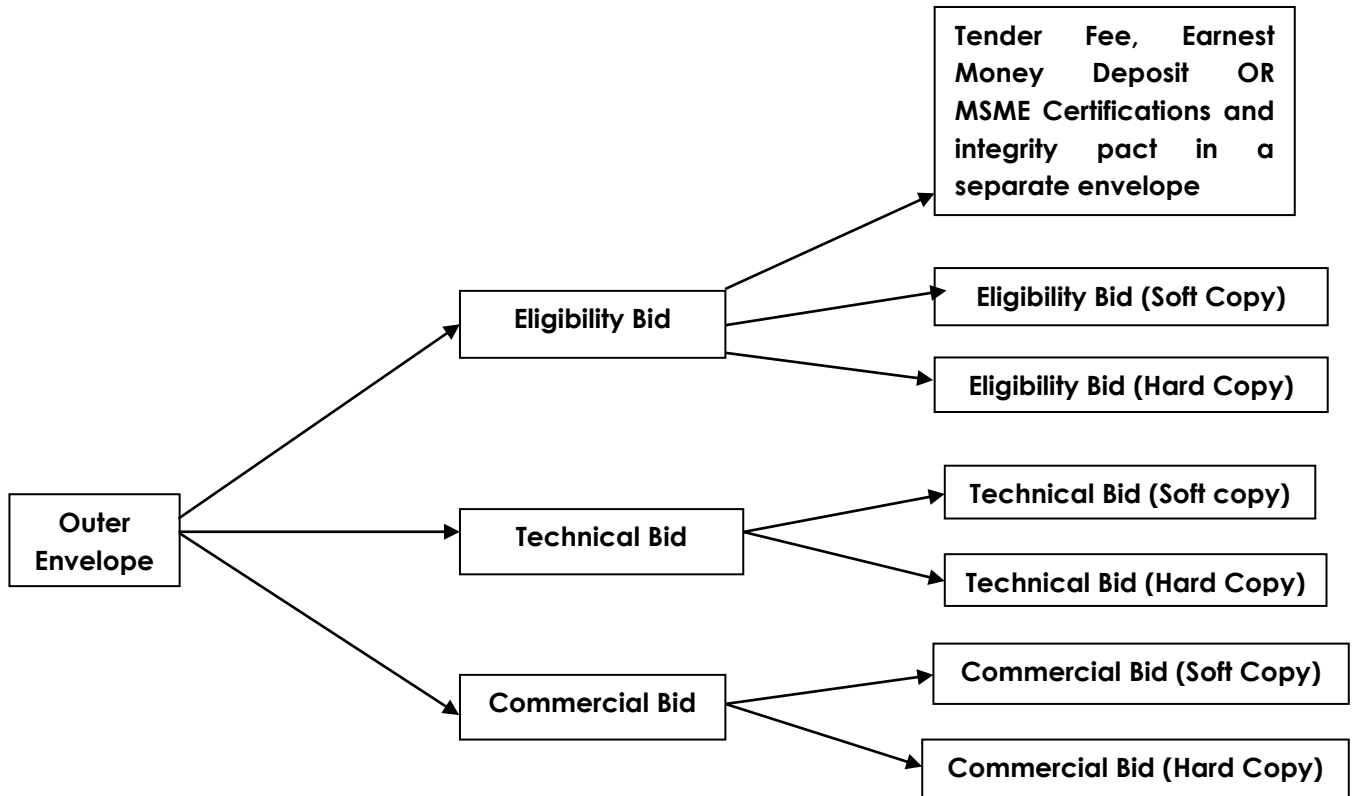 Tender Fee, Earnest
Money Deposit OR
MSME Certifications and
integrity pact in a
separate envelope
Eligibility Bid
Eligibility Bid (Soft Copy)
Eligibility Bid (Hard Copy)
Outer
Envelope
Technical Bid
Technical Bid (Soft copy)
Technical Bid (Hard Copy)
Commercial Bid
Commercial Bid (Soft Copy)
Commercial Bid (Hard Copy)